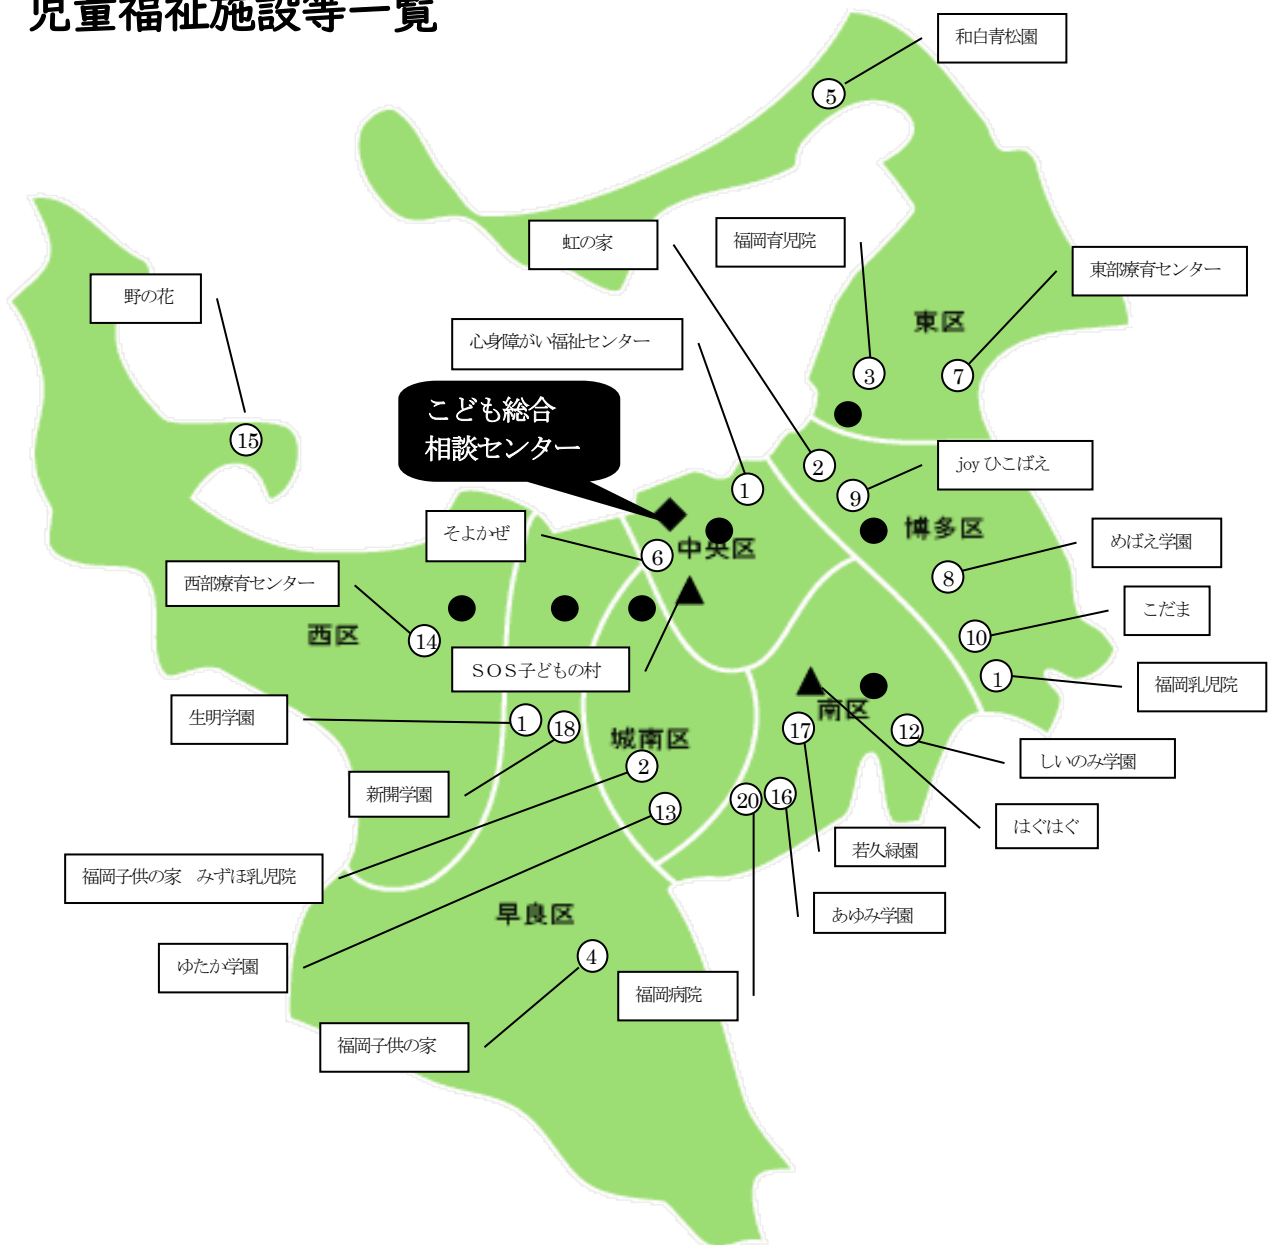 児童福祉施設等一覧
和白青松園
5
虹の家
福岡育児院
東部療育センター
野の花
東区
心身障がい福祉センター
3
7
こども総合
相談センター
15
2
joyひこばえ
1
9
そよかぜ
中央区
博多区
めばえ学園
6
西部療育センター
8
こだま
西区
14
10
SOS子どもの村
1
福岡乳児院
生明学園
1
18
城南区
南区
17
12
しいのみ学園
2
新開学園
20
16
13
はぐはぐ
若久緑園
福岡子供の家 みずほ乳児院
早良区
あゆみ学園
ゆたか学園
4
福岡病院
福岡子供の家